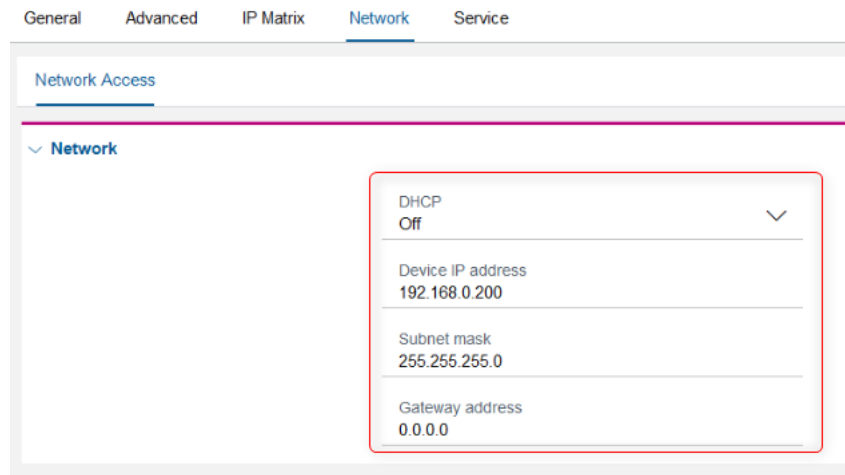 General Advanced IP Matrix Network Service
Network Access
Network
DHCP
Off
Device IP address
192.168.0.200
Subnet mask
255.255.255.0
Gateway address
0.0.0.0